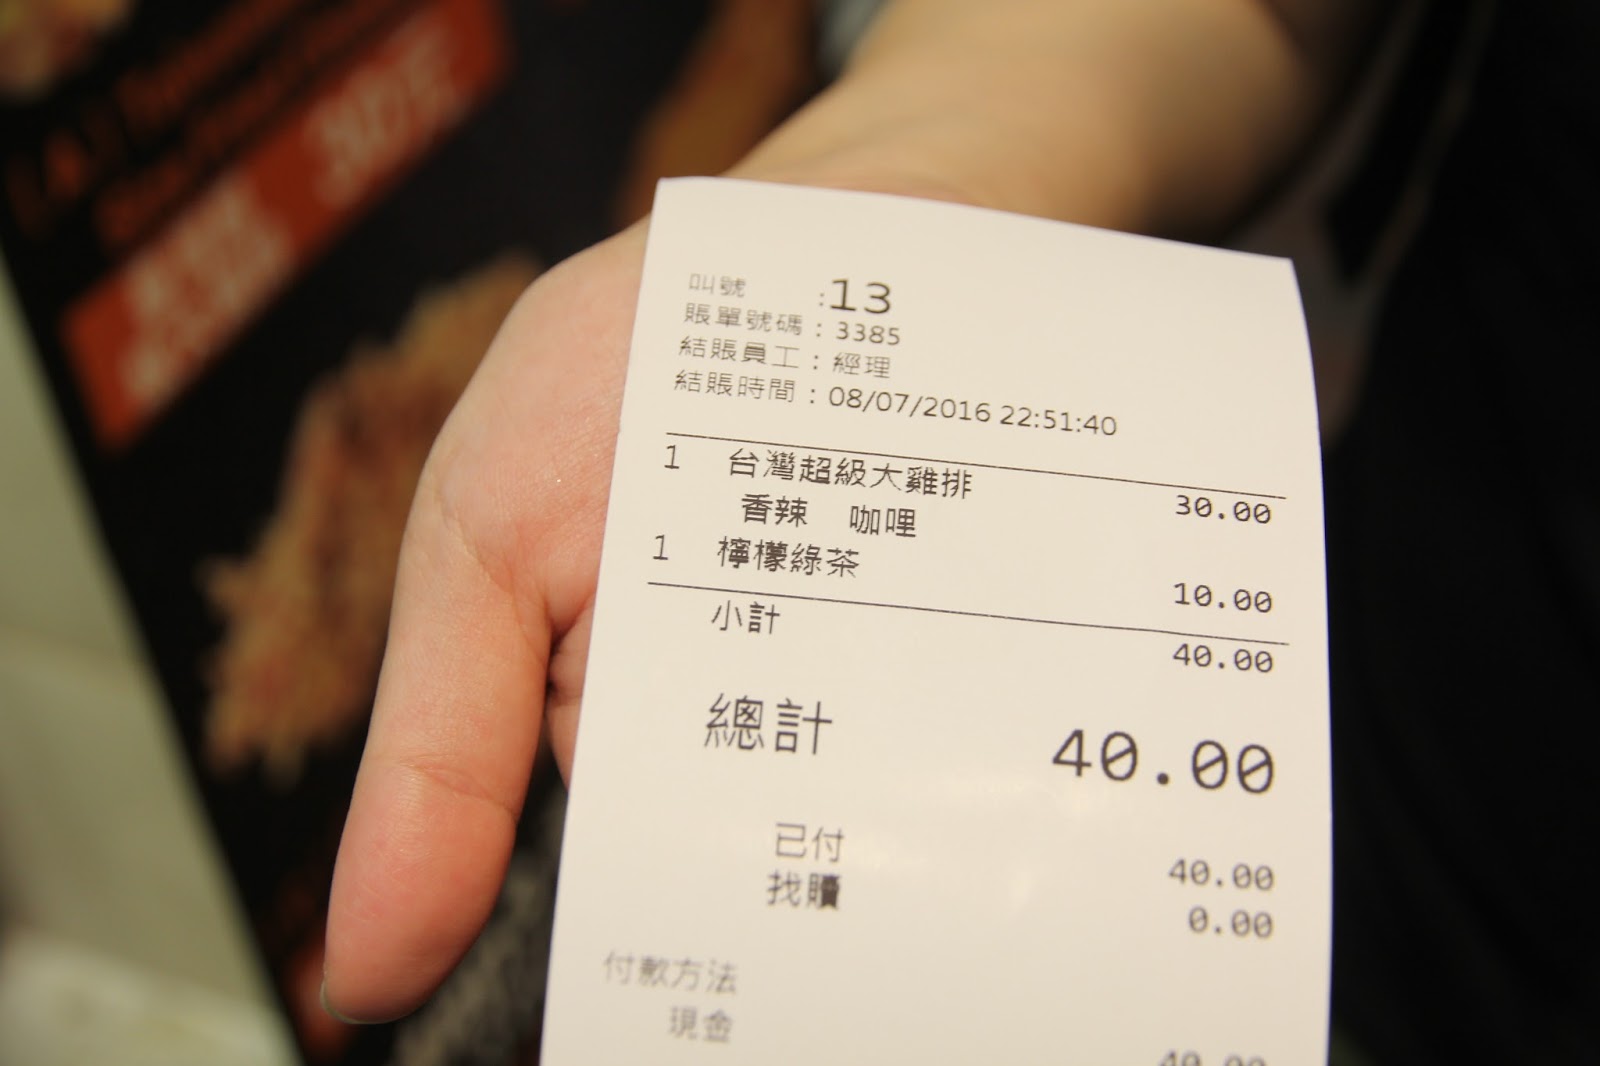 叫號 :13
賬單號碼 : 3385
結賬員工 : 經理
結賬時間 : 08/07/2016 22:51:40
1 台灣超級大雞排 30.00
香辣 咖哩
1 檸檬綠茶 10.00
小計 40.00
總計 40.00
已付 40.00
找贖 0.00
付款方法
現金 40.00